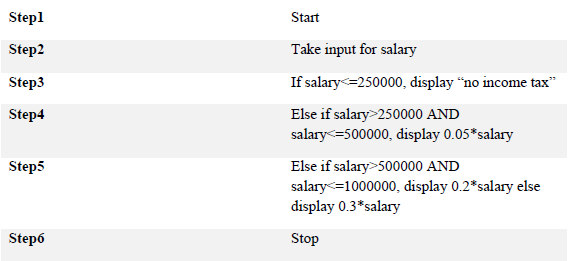 Step1 Start
Step2 Take input for salary
Step3 If salary<=250000, display “no income tax”
Step4 Else if salary>250000 AND
salary<=500000, display 0.05*salary
Step5 Else if salary>500000 AND
salary<=1000000, display 0.2*salary else
display 0.3*salary
Step6 Stop